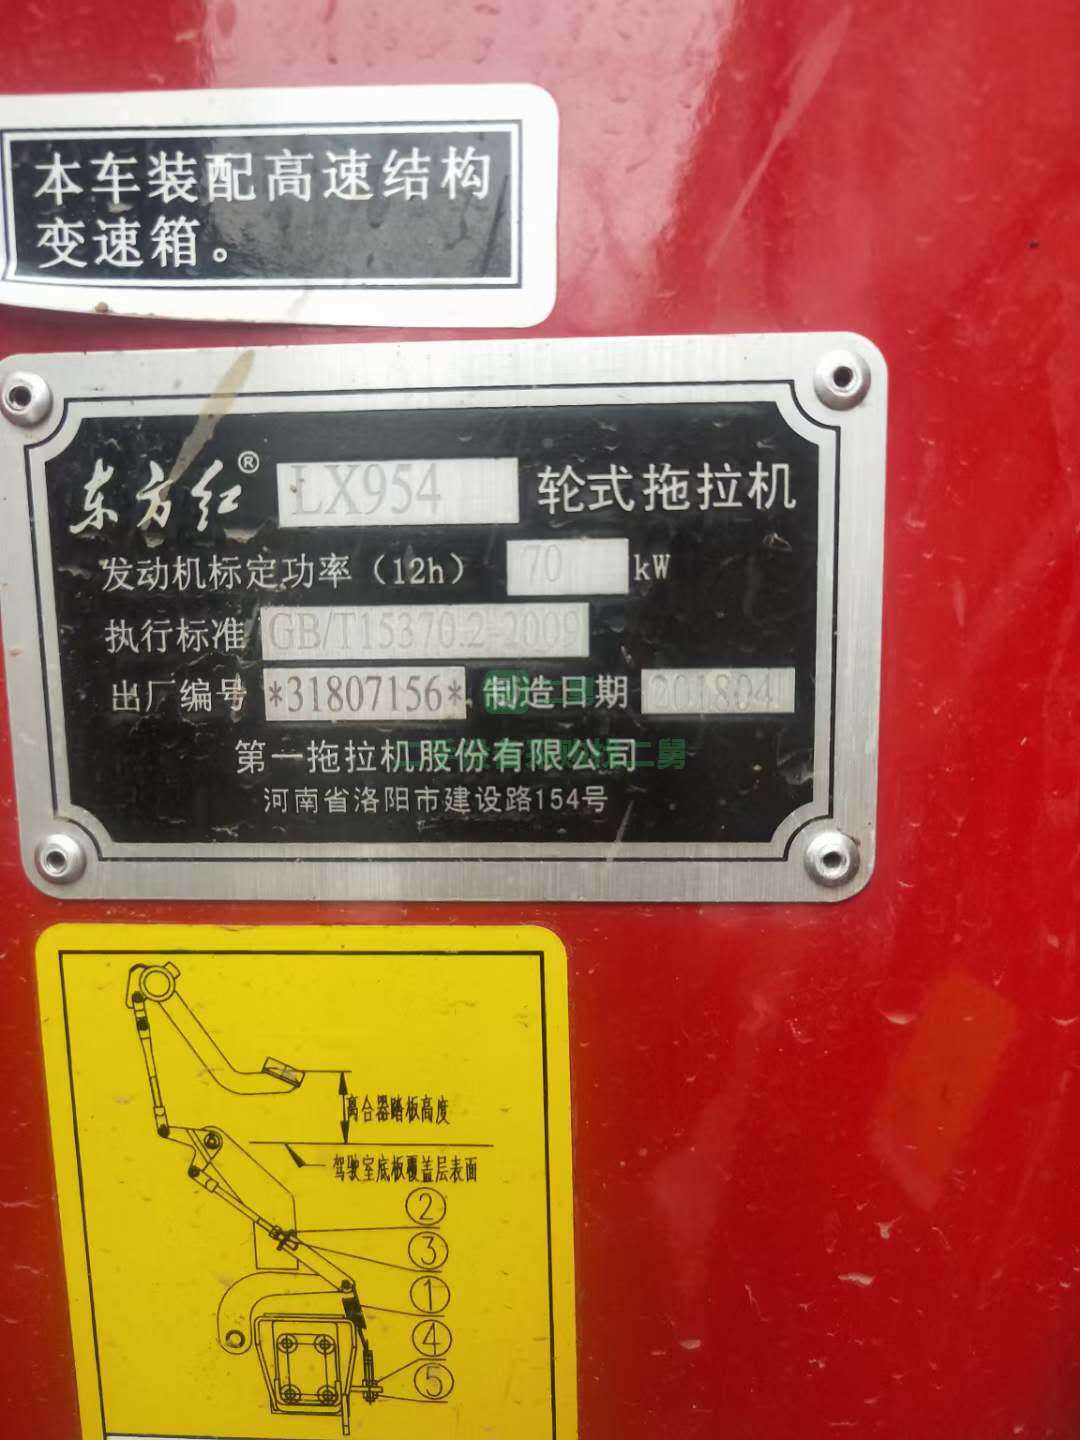 本车装配高速结构
变速箱。
东方红® LX954 轮式拖拉机
发动机标定功率（12h） 70 kW
执行标准 GB/T15370.2-2009
出厂编号 *31807156* 制造日期 201804
第一拖拉机股份有限公司
河南省洛阳市建设路154号
离合器踏板高度
驾驶室底板覆盖层表面
②
③
①
④
⑤